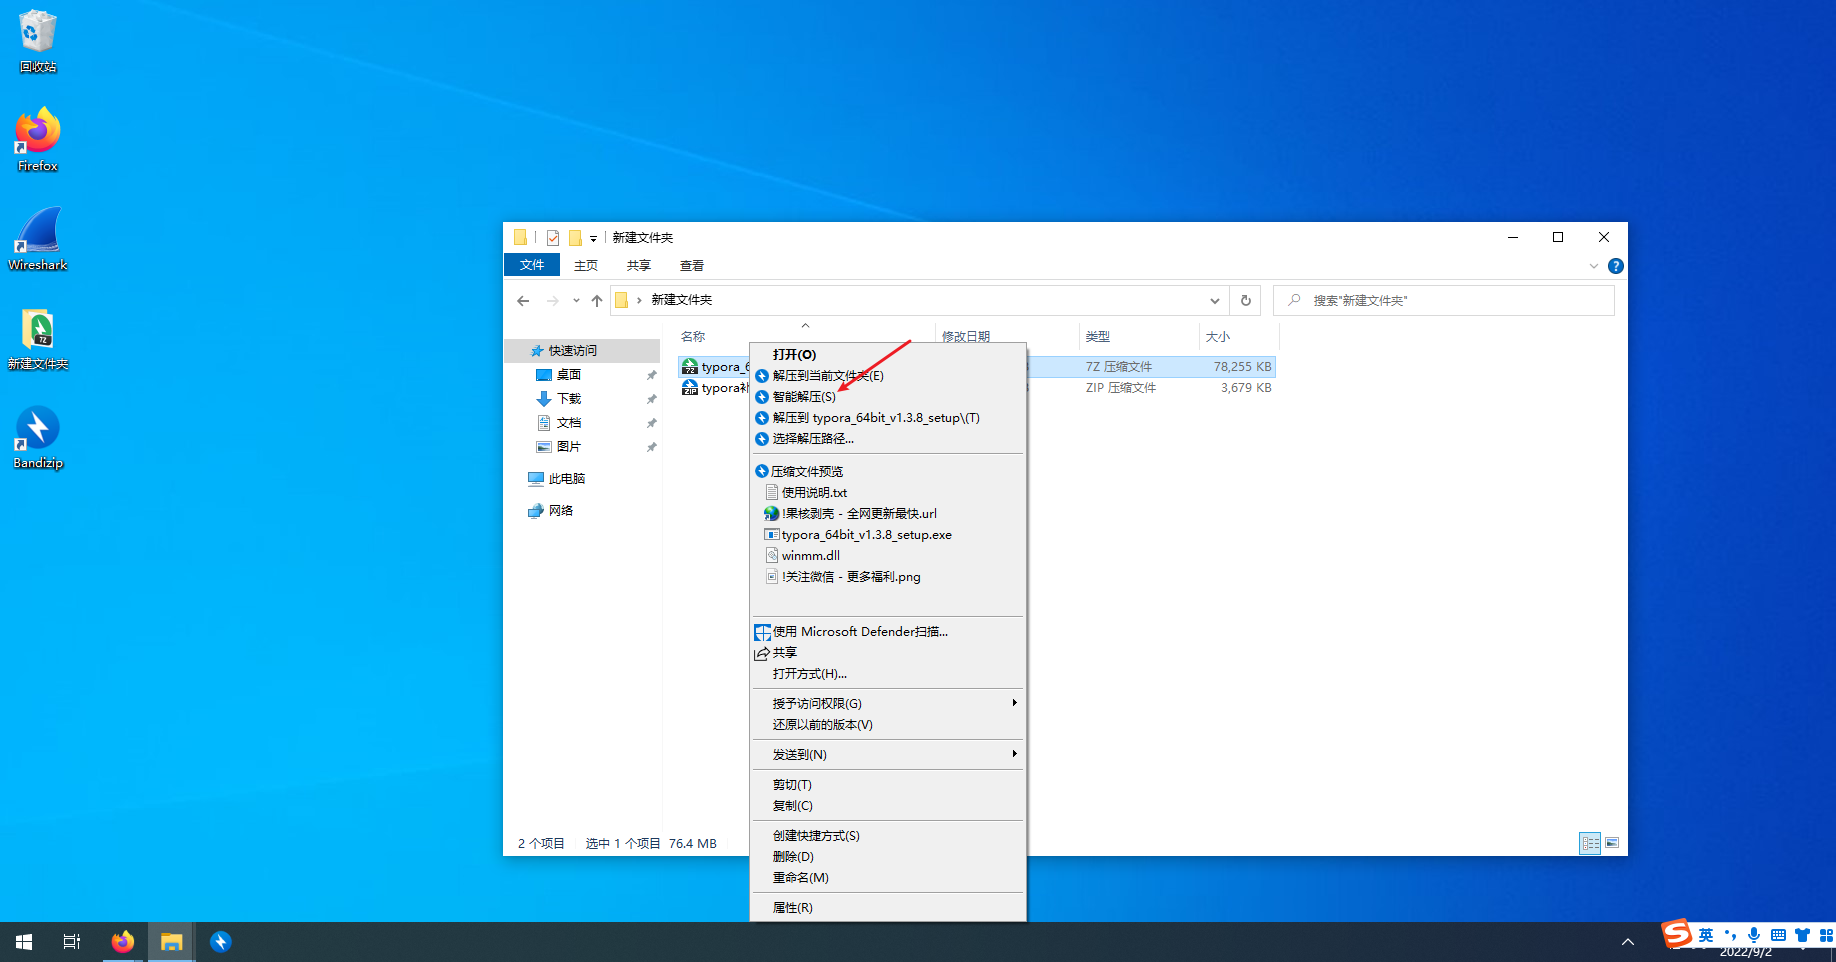 回收站
Firefox
Wireshark
新建文件夹
Bandizip
新建文件夹
文件 主页 共享 查看
新建文件夹
搜索"新建文件夹"
名称 修改日期 类型 大小
快速访问
桌面
下载
文档
图片
此电脑
网络
typora_6 7Z 压缩文件 78,255 KB
typora补 ZIP 压缩文件 3,679 KB
打开(O)
解压到当前文件夹(E)
智能解压(S)
解压到 typora_64bit_v1.3.8_setup\(T)
选择解压路径...
压缩文件预览
使用说明.txt
!果核剥壳 - 全网更新最快.url
typora_64bit_v1.3.8_setup.exe
winmm.dll
!关注微信 - 更多福利.png
使用 Microsoft Defender扫描...
共享
打开方式(H)...
授予访问权限(G)
还原以前的版本(V)
发送到(N)
剪切(T)
复制(C)
创建快捷方式(S)
删除(D)
重命名(M)
属性(R)
2 个项目 选中 1 个项目 76.4 MB
英
2022/9/2